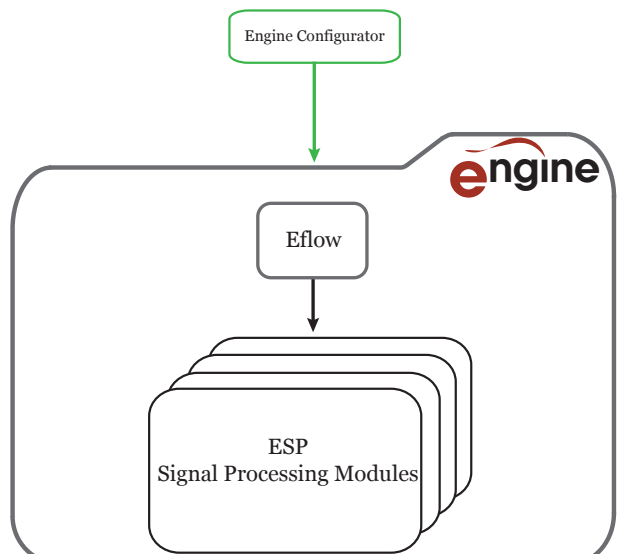 Engine Configurator
engine
Eflow
ESP
Signal Processing Modules